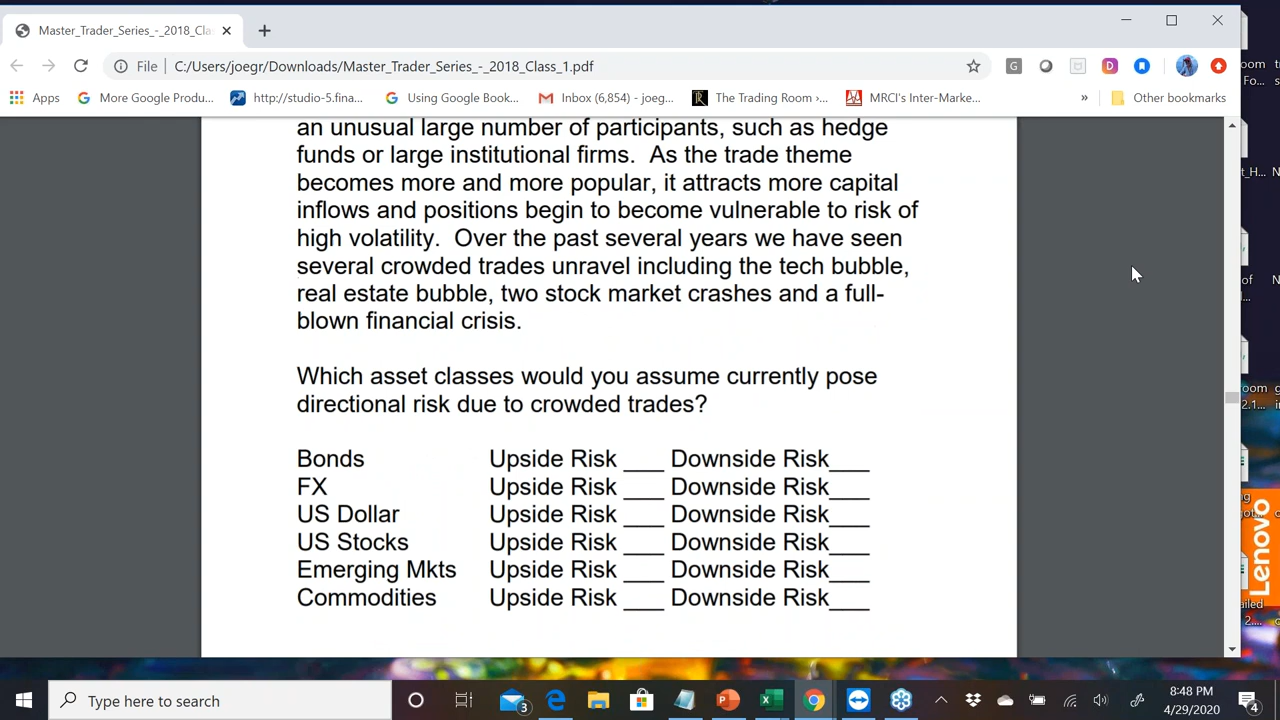 Master_Trader_Series_-_2018_Cla
File C:/Users/joegr/Downloads/Master_Trader_Series_-_2018_Class_1.pdf
G
D
Apps
More Google Produ...
http://studio-5.fina...
Using Google Book...
Inbox (6,854) - joeg...
The Trading Room >...
MRCI's Inter-Marke...
» Other bookmarks
an unusual large number of participants, such as hedge
funds or large institutional firms. As the trade theme
becomes more and more popular, it attracts more capital
inflows and positions begin to become vulnerable to risk of
high volatility. Over the past several years we have seen
several crowded trades unravel including the tech bubble,
real estate bubble, two stock market crashes and a full-
blown financial crisis.
Which asset classes would you assume currently pose
directional risk due to crowded trades?
Bonds Upside Risk ___ Downside Risk___
FX Upside Risk ___ Downside Risk___
US Dollar Upside Risk ___ Downside Risk___
US Stocks Upside Risk ___ Downside Risk___
Emerging Mkts Upside Risk ___ Downside Risk___
Commodities Upside Risk ___ Downside Risk___
Lenovo
Type here to search
3
8:48 PM
4/29/2020
4